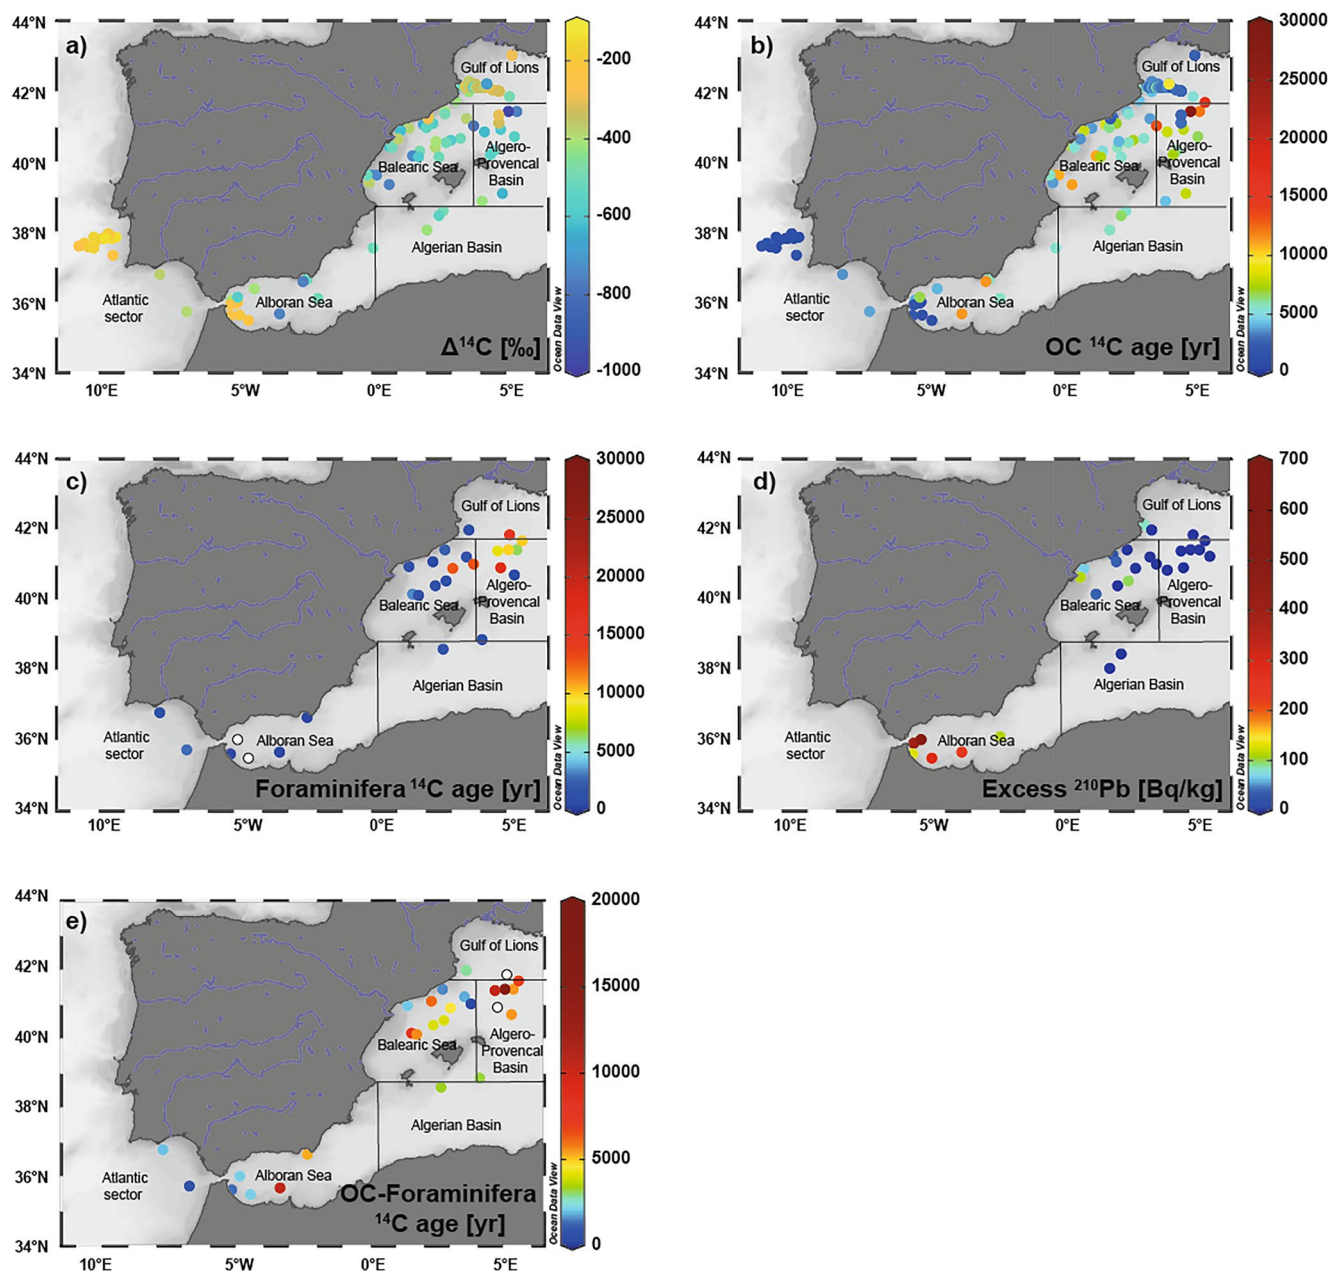 44°N
42°N
40°N
38°N
36°N
34°N
a)
Gulf of Lions
Balearic Sea
Algero-
Provencal
Basin
Algerian Basin
Atlantic
sector
Alboran Sea
Δ¹⁴C [‰]
Ocean Data View
10°E
5°W
0°E
5°E
-200
-400
-600
-800
-1000
44°N
42°N
40°N
38°N
36°N
34°N
b)
Gulf of Lions
Balearic Sea
Algero-
Provencal
Basin
Algerian Basin
Atlantic
sector
Alboran Sea
OC ¹⁴C age [yr]
Ocean Data View
10°E
5°W
0°E
5°E
30000
25000
20000
15000
10000
5000
0
44°N
42°N
40°N
38°N
36°N
34°N
c)
Gulf of Lions
Balearic Sea
Algero-
Provencal
Basin
Algerian Basin
Atlantic
sector
Alboran Sea
Foraminifera ¹⁴C age [yr]
Ocean Data View
10°E
5°W
0°E
5°E
30000
25000
20000
15000
10000
5000
0
44°N
42°N
40°N
38°N
36°N
34°N
d)
Gulf of Lions
Balearic Sea
Algero-
Provencal
Basin
Algerian Basin
Atlantic
sector
Alboran Sea
Excess ²¹⁰Pb [Bq/kg]
Ocean Data View
10°E
5°W
0°E
5°E
700
600
500
400
300
200
100
0
44°N
42°N
40°N
38°N
36°N
34°N
e)
Gulf of Lions
Balearic Sea
Algero-
Provencal
Basin
Algerian Basin
Atlantic
sector
Alboran Sea
OC-Foraminifera
¹⁴C age [yr]
Ocean Data View
10°E
5°W
0°E
5°E
20000
15000
10000
5000
0